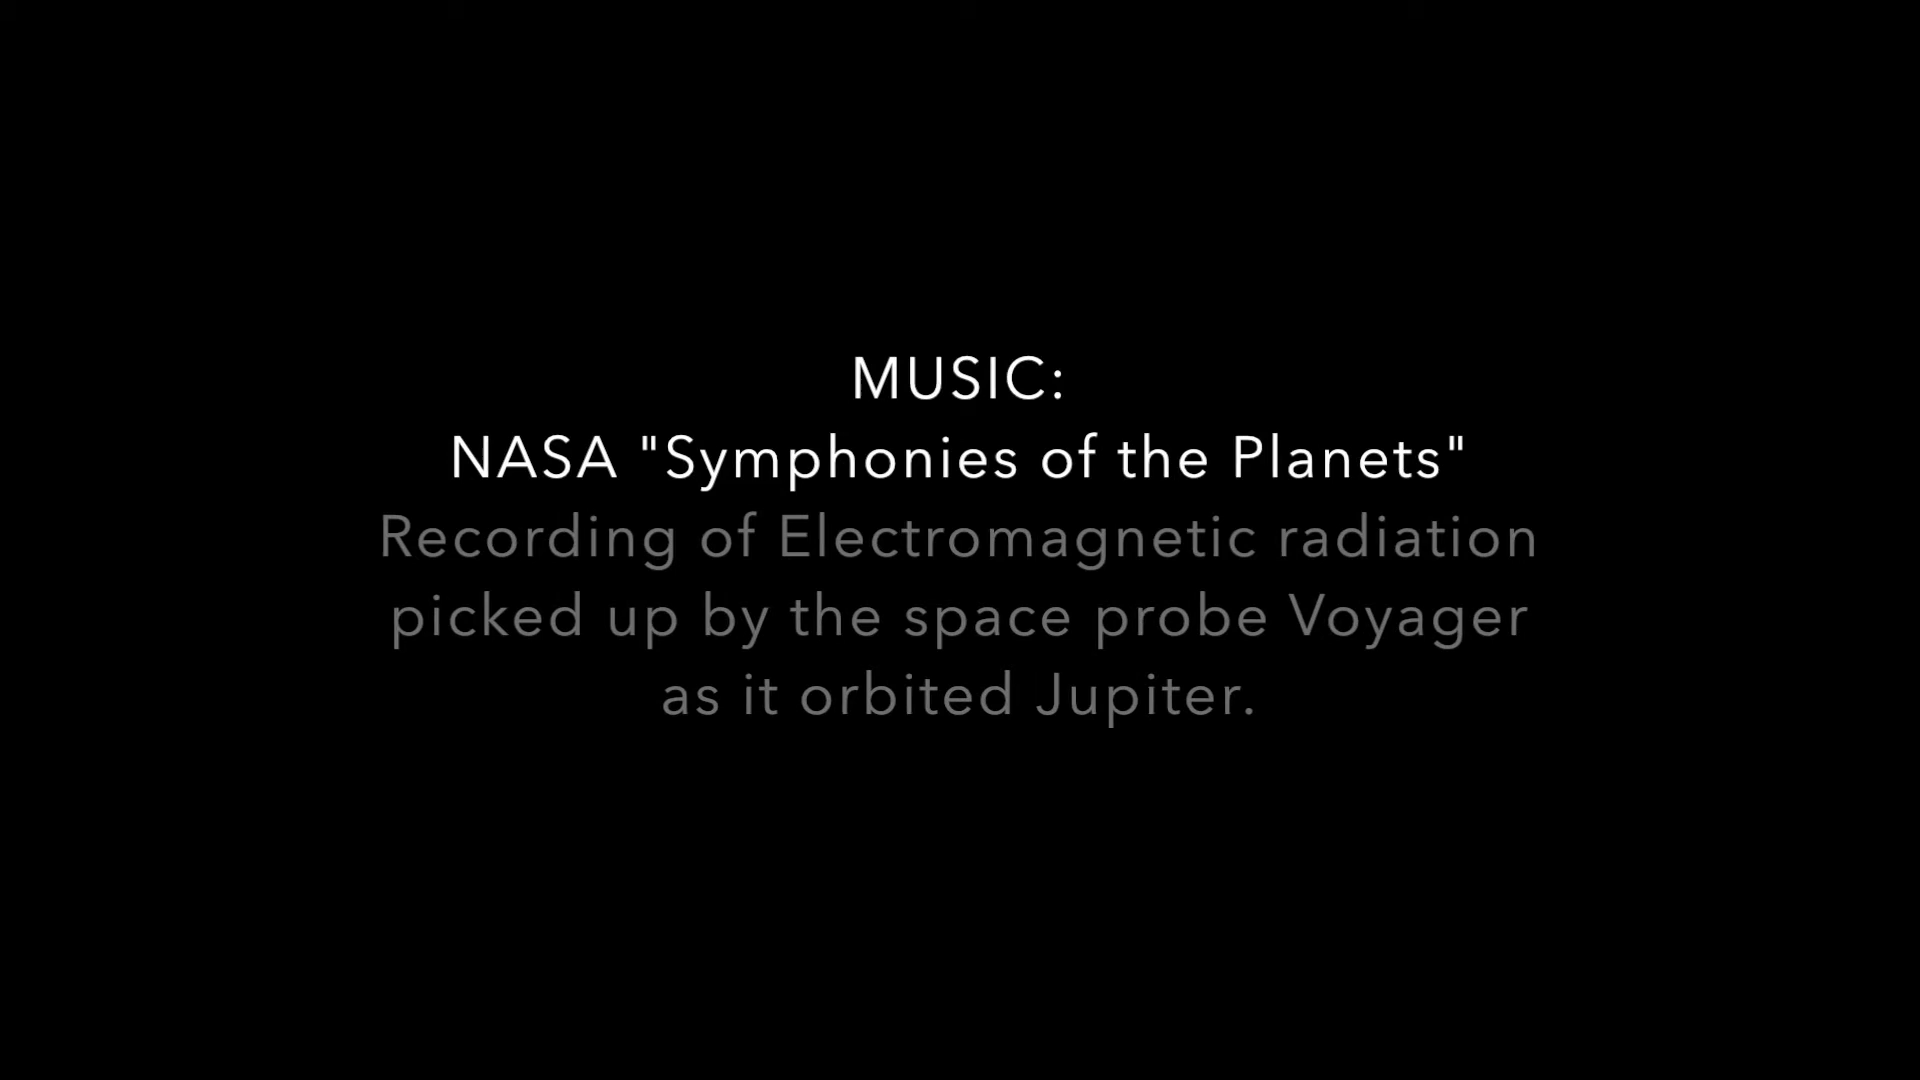 MUSIC:
NASA "Symphonies of the Planets"
Recording of Electromagnetic radiation
picked up by the space probe Voyager
as it orbited Jupiter.